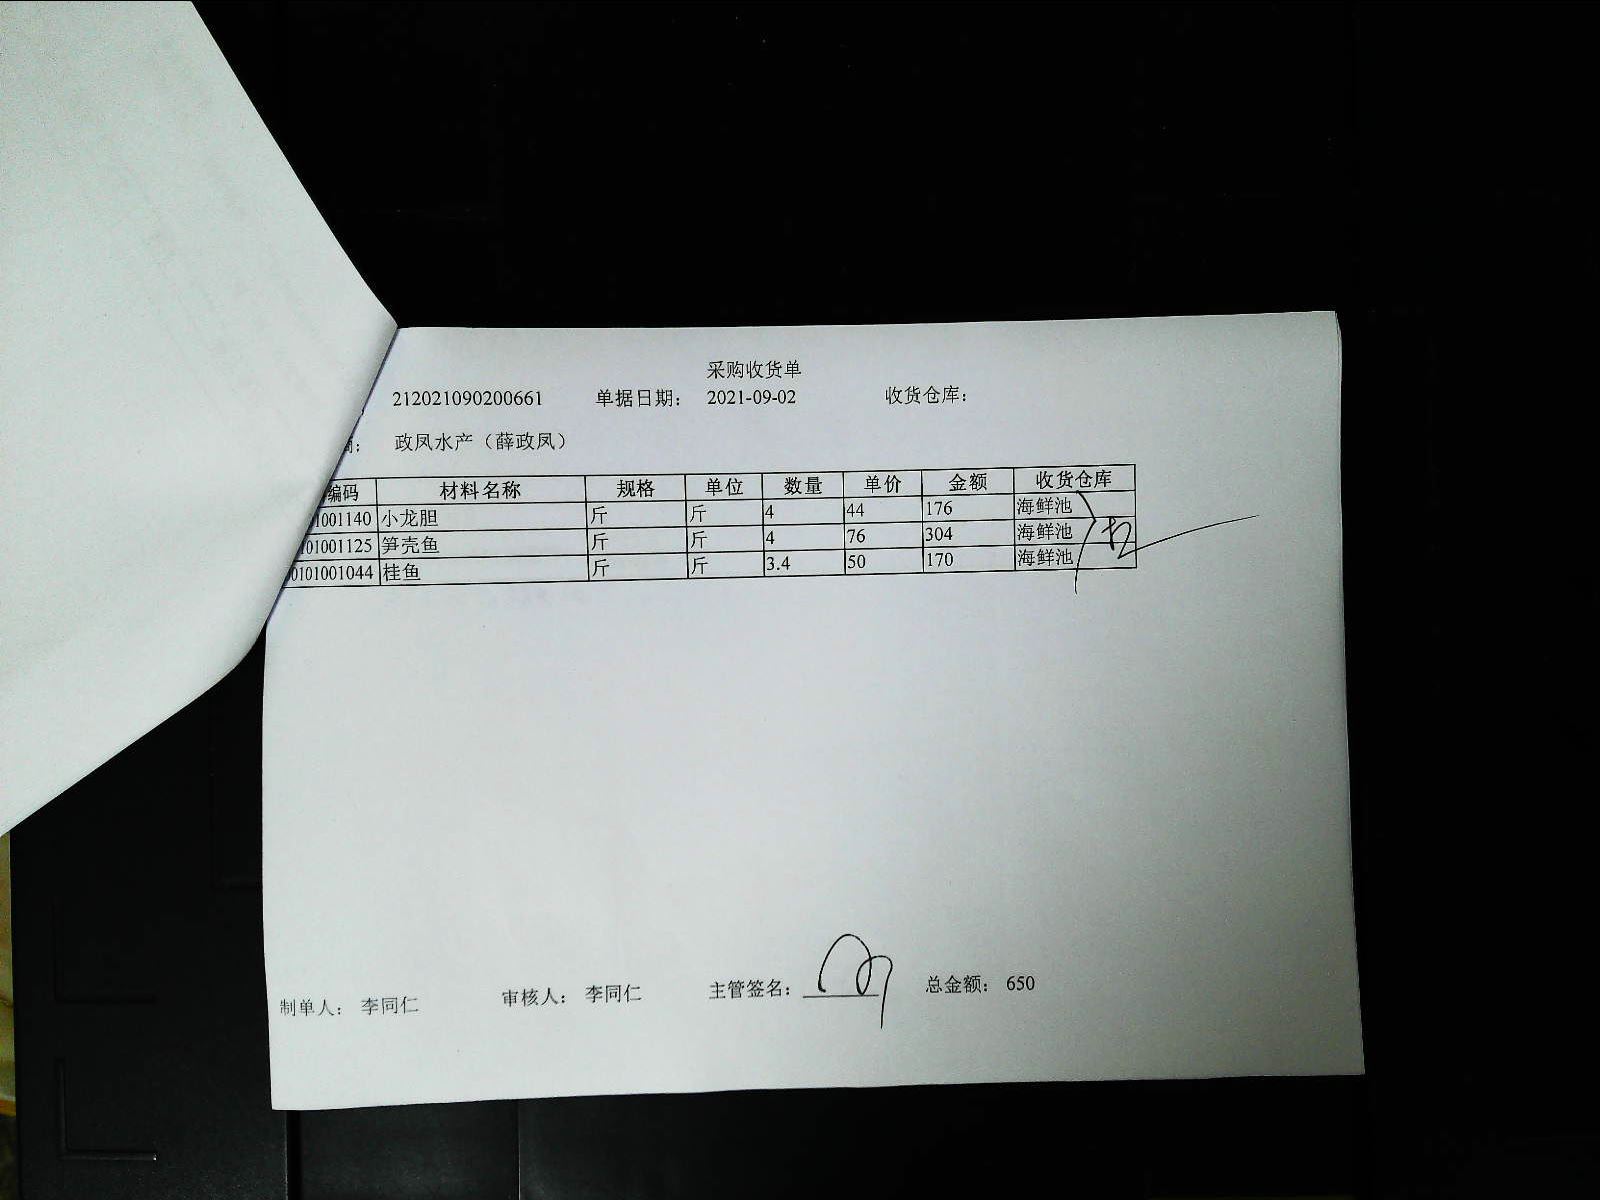 采购收货单
212021090200661 单据日期： 2021-09-02 收货仓库：
： 政凤水产（薛政凤）
编码 材料名称 规格 单位 数量 单价 金额 收货仓库
01001140 小龙胆 斤 斤 4 44 176 海鲜池
0101001125 笋壳鱼 斤 斤 4 76 304 海鲜池
0101001044 桂鱼 斤 斤 3.4 50 170 海鲜池
制单人： 李同仁 审核人： 李同仁 主管签名： 总金额： 650